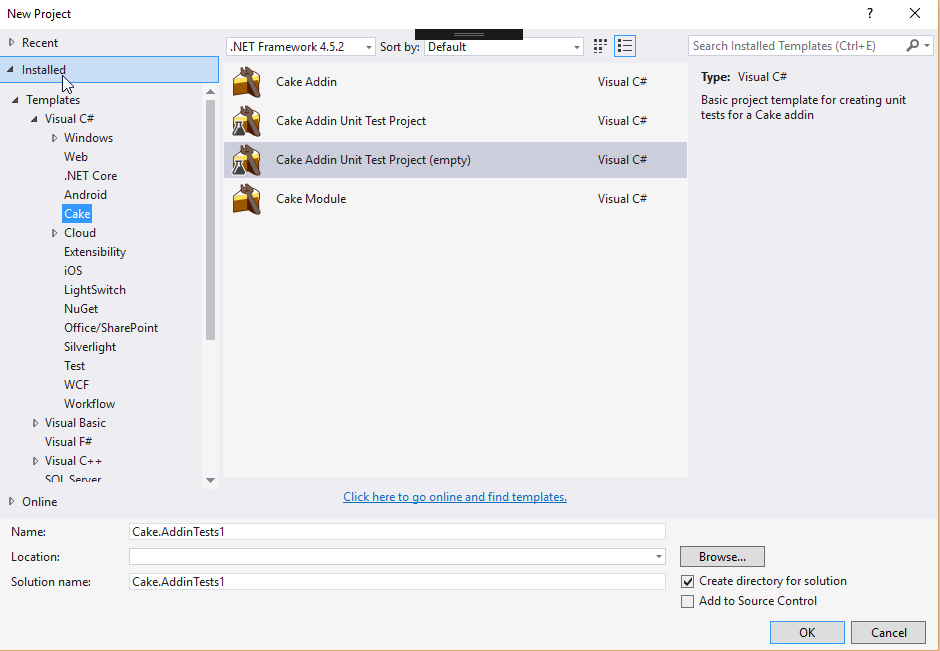 New Project
?
Recent
.NET Framework 4.5.2
Sort by:
Default
Search Installed Templates (Ctrl+E)
Installed
Templates
Visual C#
Windows
Web
.NET Core
Android
Cake
Cloud
Extensibility
iOS
LightSwitch
NuGet
Office/SharePoint
Silverlight
Test
WCF
Workflow
Visual Basic
Visual F#
Visual C++
SQL Server
Online
Cake Addin Visual C#
Cake Addin Unit Test Project Visual C#
Cake Addin Unit Test Project (empty) Visual C#
Cake Module Visual C#
Click here to go online and find templates.
Type: Visual C#
Basic project template for creating unit
tests for a Cake addin
Name: Cake.AddinTests1
Location:
Browse...
Solution name: Cake.AddinTests1
Create directory for solution
Add to Source Control
OK
Cancel